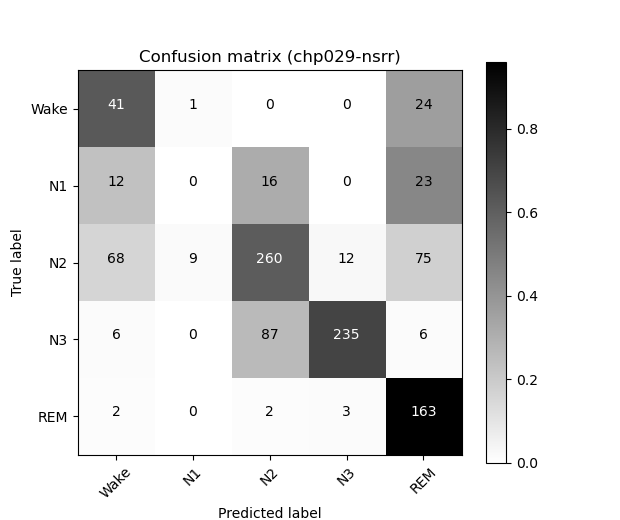 Confusion matrix (chp029-nsrr)
True label
Wake 41 1 0 0 24
N1 12 0 16 0 23
N2 68 9 260 12 75
N3 6 0 87 235 6
REM 2 0 2 3 163
Wake N1 N2 N3 REM
Predicted label
0.8
0.6
0.4
0.2
0.0